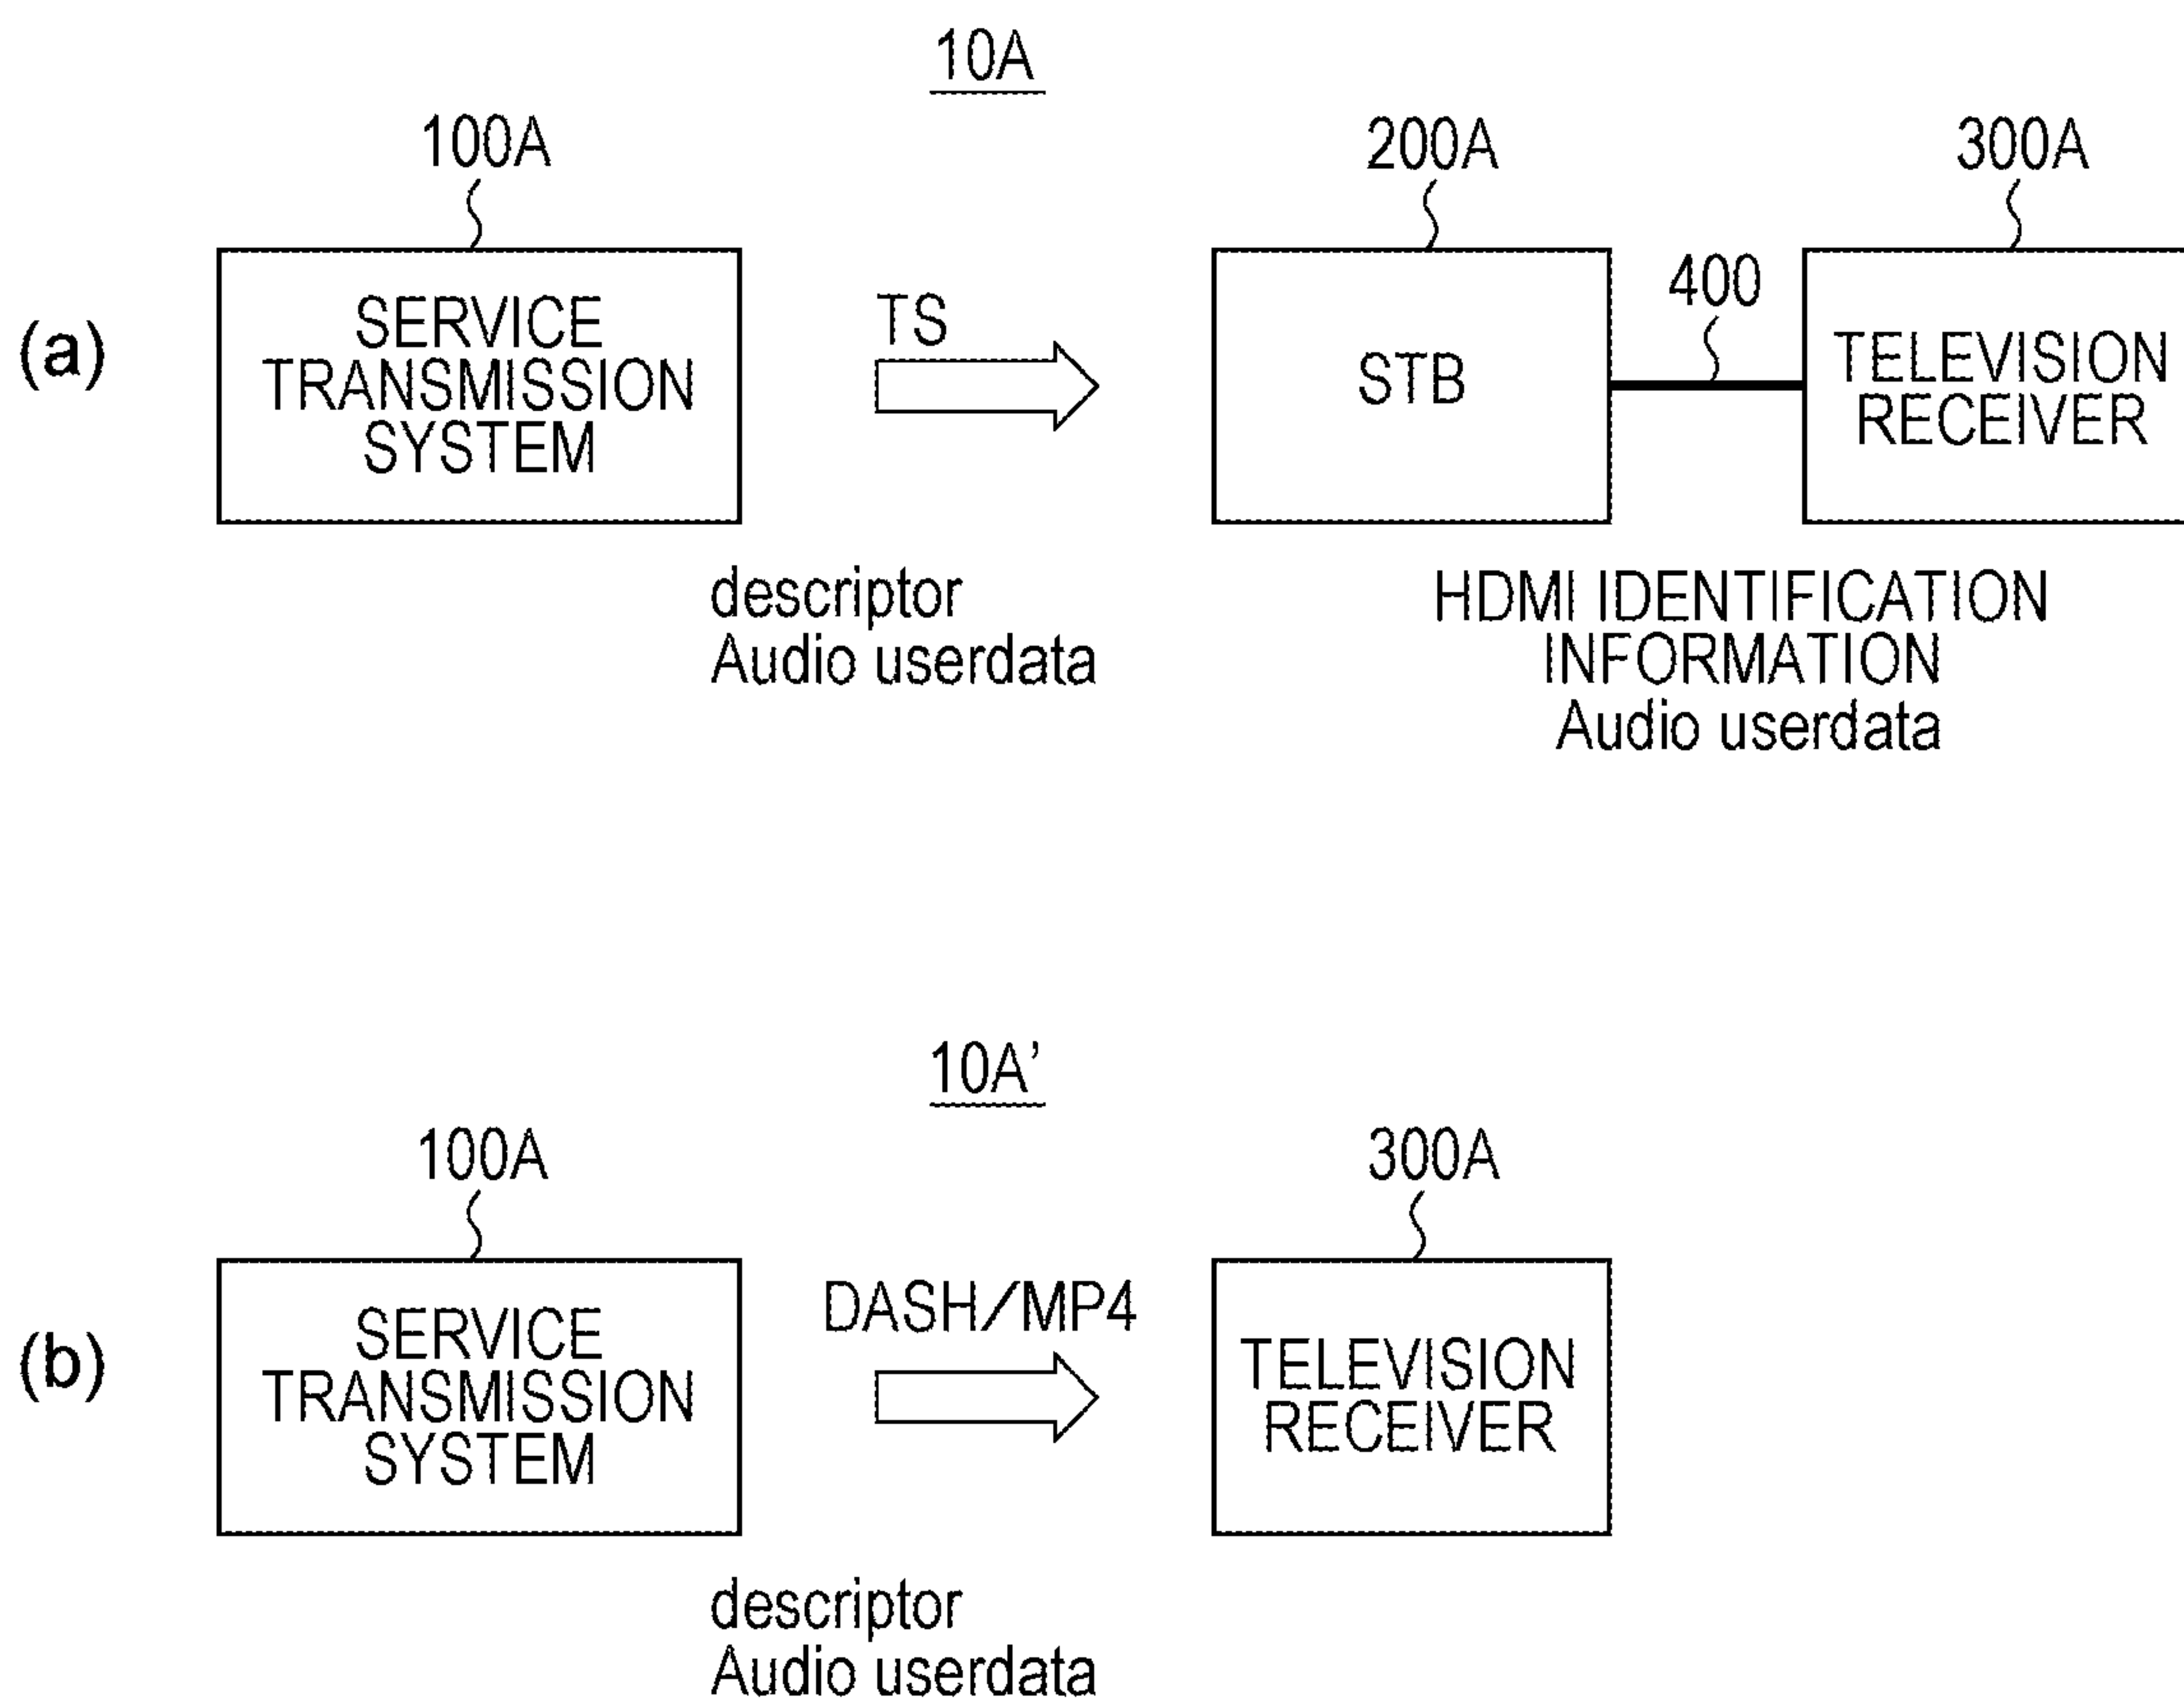 10A
100A
200A
300A
400
(a)
SERVICE
TRANSMISSION
SYSTEM
TS
STB
TELEVISION
RECEIVER
descriptor
Audio userdata
HDMI IDENTIFICATION
INFORMATION
Audio userdata
10A’
100A
300A
(b)
SERVICE
TRANSMISSION
SYSTEM
DASH/MP4
TELEVISION
RECEIVER
descriptor
Audio userdata